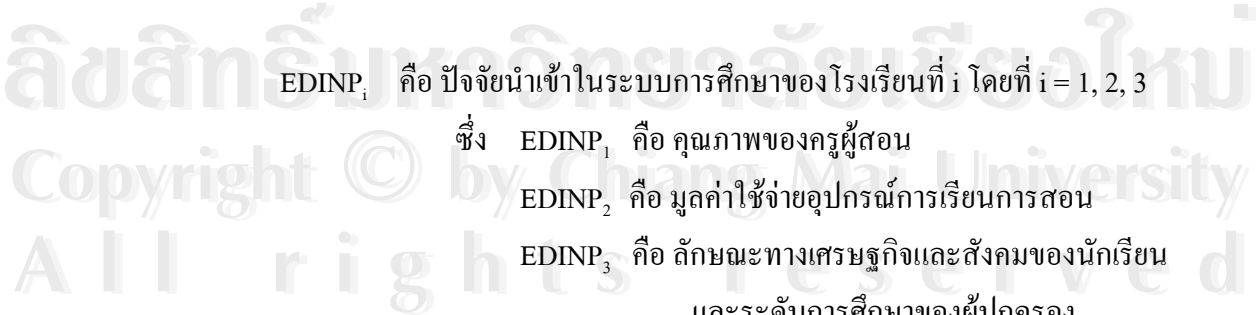 ลิขสิทธิ์มหาวิทยาลัยเชียงใหม่
EDINP_i คือ ปัจจัยนำเข้าในระบบการศึกษาของโรงเรียนที่ i โดยที่ i = 1, 2, 3
ซึ่ง EDINP_1 คือ คุณภาพของครูผู้สอน
Copyright © by Chiang Mai University
EDINP_2 คือ มูลค่าใช้จ่ายอุปกรณ์การเรียนการสอน
All rights reserved
EDINP_3 คือ ลักษณะทางเศรษฐกิจและสังคมของนักเรียน
และระดับการศึกษาของผู้ปกครอง